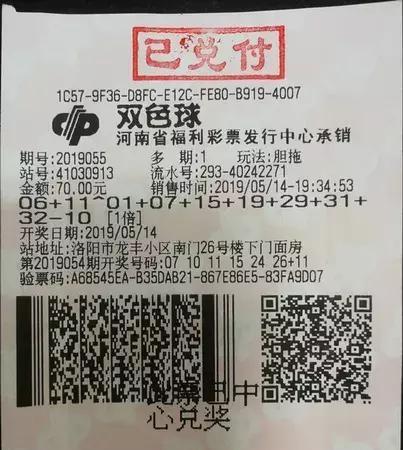 已兑付
1C57-9F36-D8FC-E12C-FE80-B919-4007
双色球
河南省福利彩票发行中心承销
期号:2019055 多期:1 玩法:胆拖
站号:41030913 流水号:293-40242271
金额:70.00元 销售时间:2019/05/14-19:34:53
06+11^01+07+15+19+29+31+
32-10 [1倍]
开奖日期:2019/05/14
站地址:洛阳市龙丰小区南门26号楼下门面房
第2019054期开奖号码:07 10 11 15 24 26+11
验票码:A68545EA-B35DAB21-867E86E5-83FA9D07
票已中
心兑奖